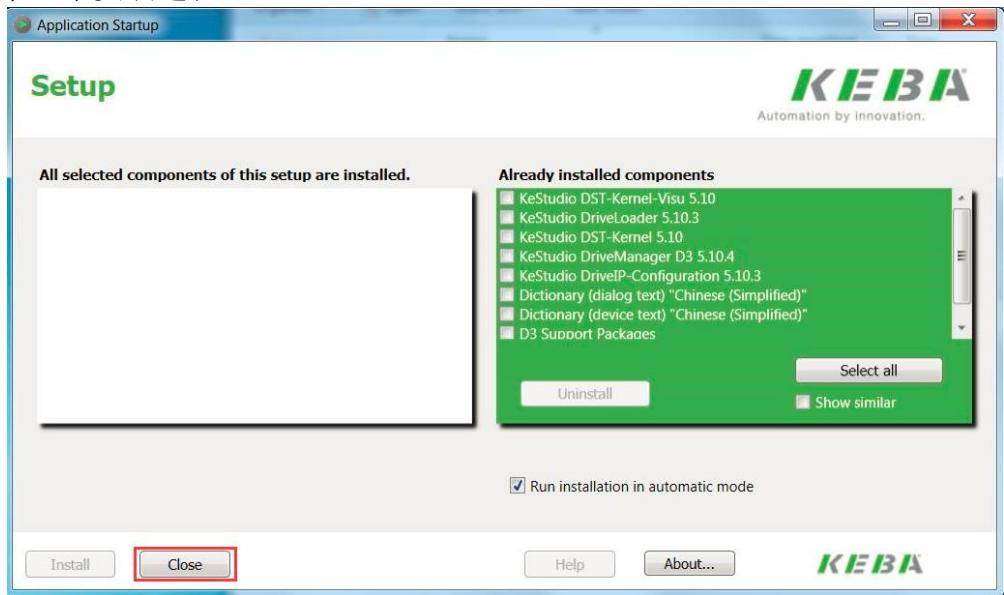 Application Startup
Setup
KEBA
Automation by innovation.
All selected components of this setup are installed.
Already installed components
KeStudio DST-Kernel-Visu 5.10
KeStudio DriveLoader 5.10.3
KeStudio DST-Kernel 5.10
KeStudio DriveManager D3 5.10.4
KeStudio DriveIP-Configuration 5.10.3
Dictionary (dialog text) "Chinese (Simplified)"
Dictionary (device text) "Chinese (Simplified)"
D3 Support Packages
Select all
Uninstall
Show similar
Run installation in automatic mode
Install
Close
Help
About...
KEBA